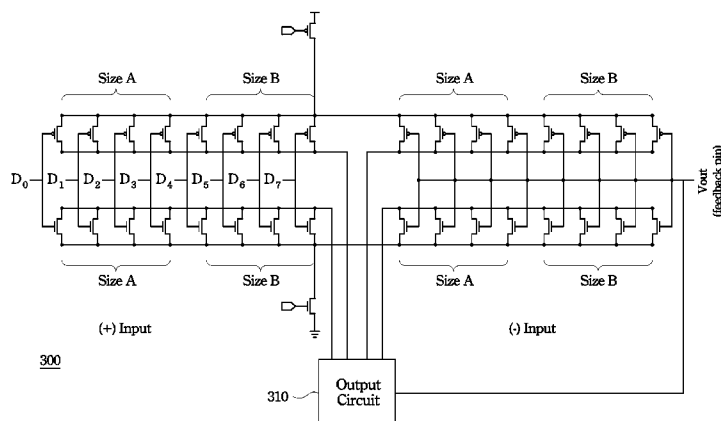 Size A
Size B
Size A
Size B
D0
D1
D2
D3
D4
D5
D6
D7
Vout
(feedback pin)
Size A
Size B
Size A
Size B
(+) Input
(-) Input
300
310
Output
Circuit